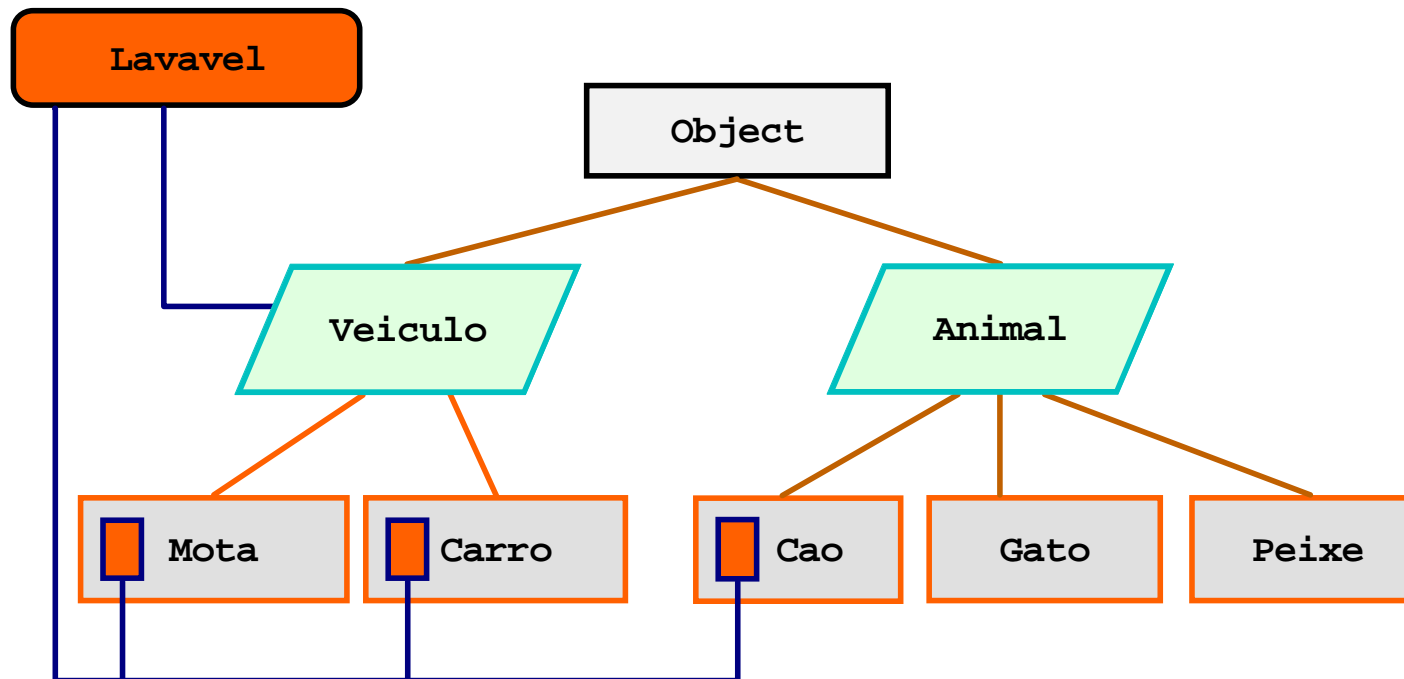 Lavavel
Object
Veiculo
Animal
Mota
Carro
Cao
Gato
Peixe